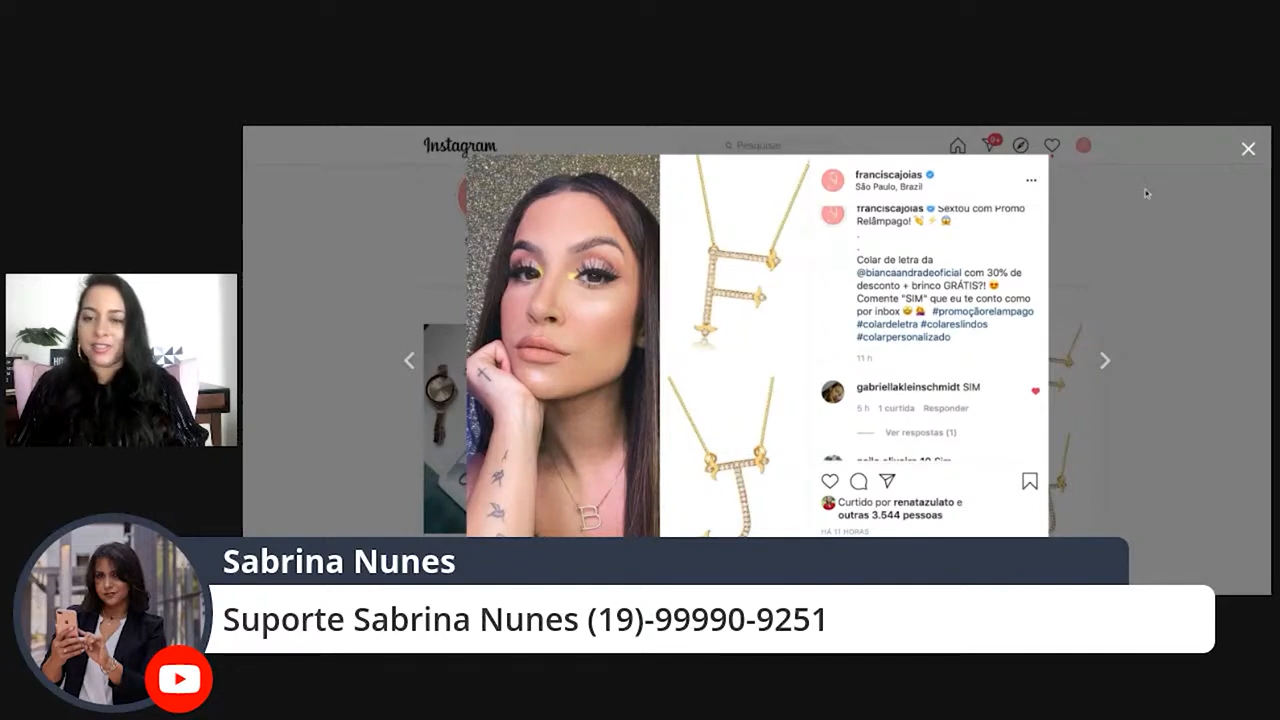 Instagram
Pesquisar
9+
franciscajoias
São Paulo, Brazil
franciscajoias Sextou com Promo
Relâmpago!
.
.
Colar de letra da
@biancaandradeoficial com 30% de
desconto + brinco GRÁTIS?!
Comente "SIM" que eu te conto como
por inbox #promoçãorelampago
#colardeletra #colareslindos
#colarpersonalizado
11 h
gabriellakleinschmidt SIM
5 h 1 curtida Responder
Ver respostas (1)
Curtido por renatazulato e
outras 3.544 pessoas
HÁ 11 HORAS
Sabrina Nunes
Suporte Sabrina Nunes (19)-99990-9251